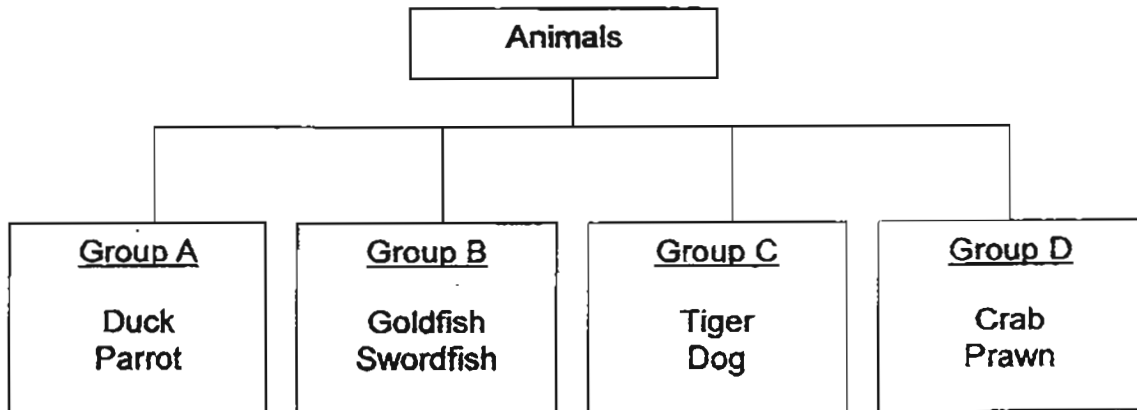 Animals
Group A
Duck
Parrot
Group B
Goldfish
Swordfish
Group C
Tiger
Dog
Group D
Crab
Prawn